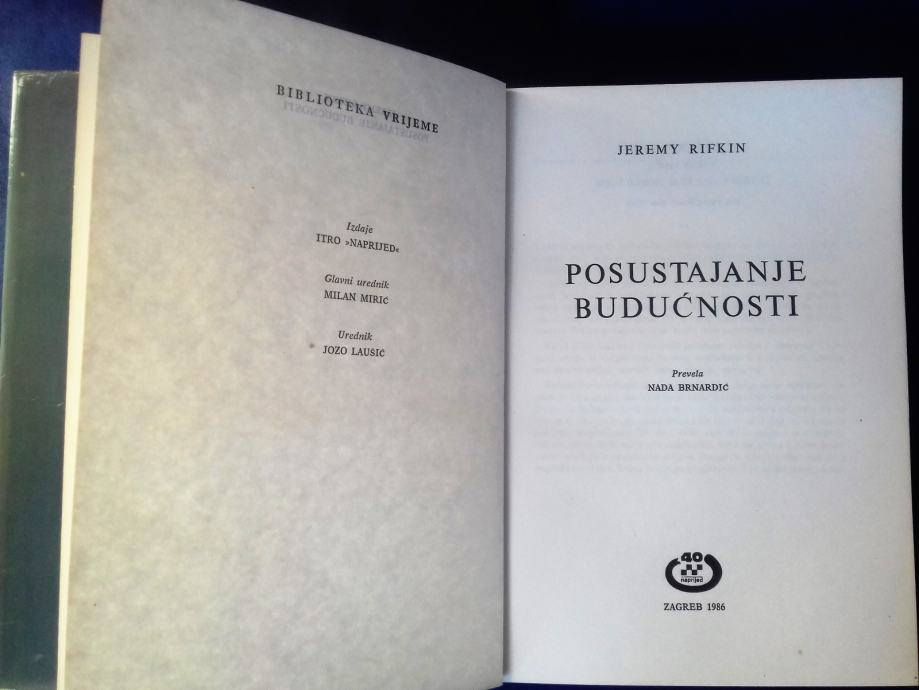 BIBLIOTEKA VRIJEME
Izdaje
ITRO »NAPRIJED«
Glavni urednik
MILAN MIRIĆ
Urednik
JOZO LAUŠIĆ
JEREMY RIFKIN
POSUSTAJANJE
BUDUĆNOSTI
Prevela
NADA BRNARDIĆ
40
naprijed
ZAGREB 1986